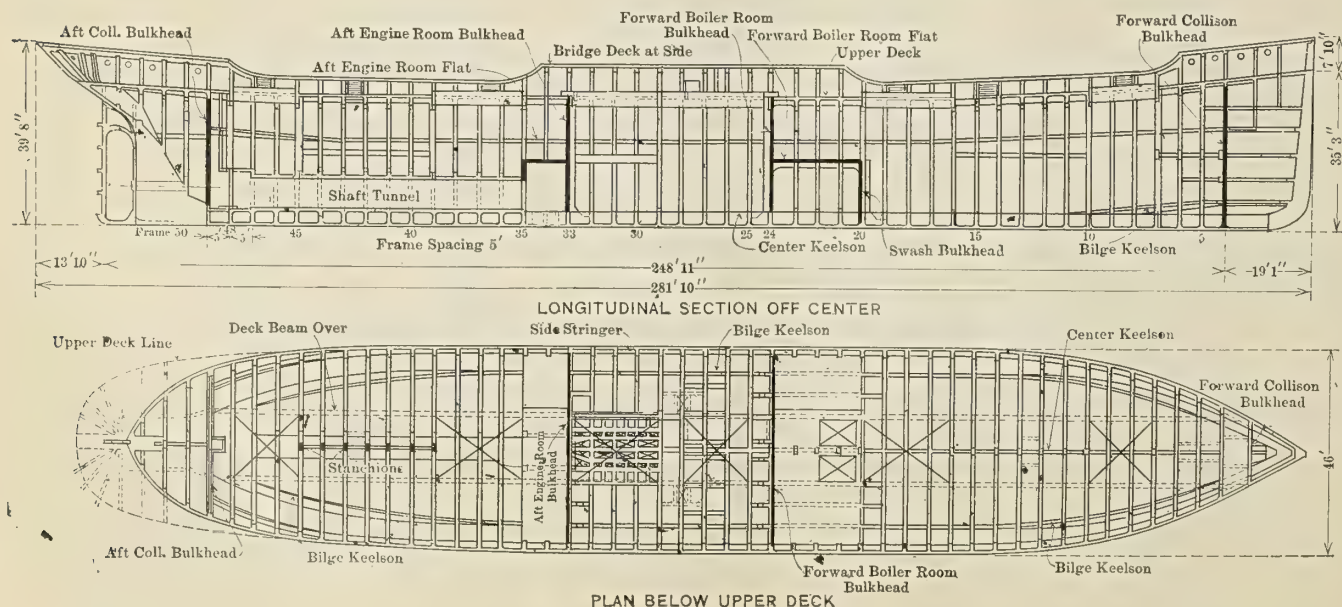 Forward Boiler Room
Bulkhead
Forward Collison
Bulkhead
Aft Coll. Bulkhead
Aft Engine Room Bulkhead
Forward Boiler Room Flat
Bridge Deck at Side
Upper Deck
Aft Engine Room Flat
7'10"
39'8"
35'3"
Shaft Tunnel
Frame 50
5'
48
5'
45
40
35
33
30
25
24
20
15
10
5
Frame Spacing 5'
Center Keelson
Swash Bulkhead
Bilge Keelson
13'10"
248'11"
19'1"
281'10"
LONGITUDINAL SECTION OFF CENTER
Deck Beam Over
Side Stringer
Bilge Keelson
Center Keelson
Upper Deck Line
Forward Collison
Bulkhead
Stanchions
Aft Engine Room
Bulkhead
46'
Aft Coll. Bulkhead
Bilge Keelson
Forward Boiler Room
Bulkhead
Bilge Keelson
PLAN BELOW UPPER DECK